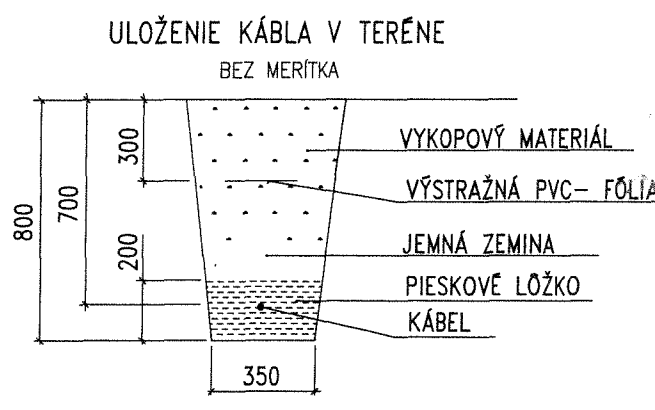 ULOŽENIE KÁBLA V TERÉNE
BEZ MERÍTKA
800
700
300
200
350
VYKOPOVÝ MATERIÁL
VÝSTRAŽNÁ PVC- FÓLIA
JEMNÁ ZEMINA
PIESKOVÉ LÔŽKO
KÁBEL